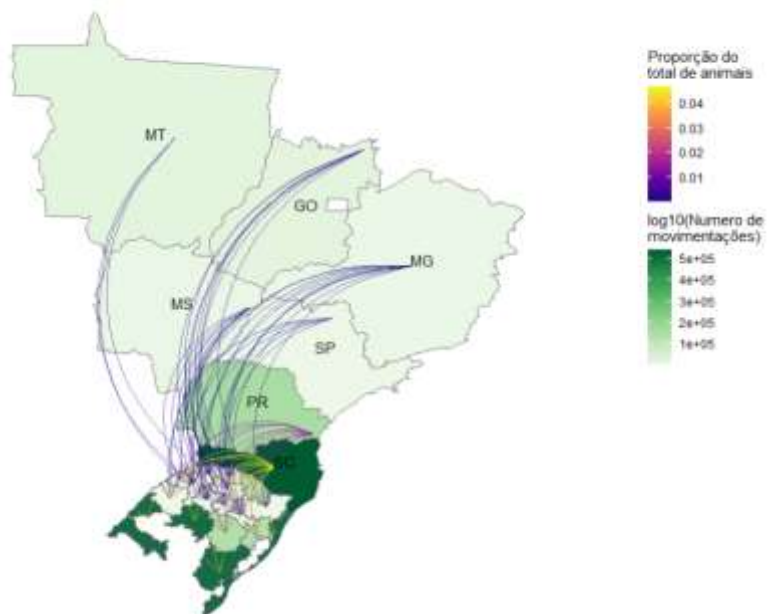 Proporção do
total de animais
0.04
0.03
0.02
0.01
log10(Numero de
movimentações)
5e+05
4e+05
3e+05
2e+05
1e+05
MT
GO
MG
MS
SP
PR
SC